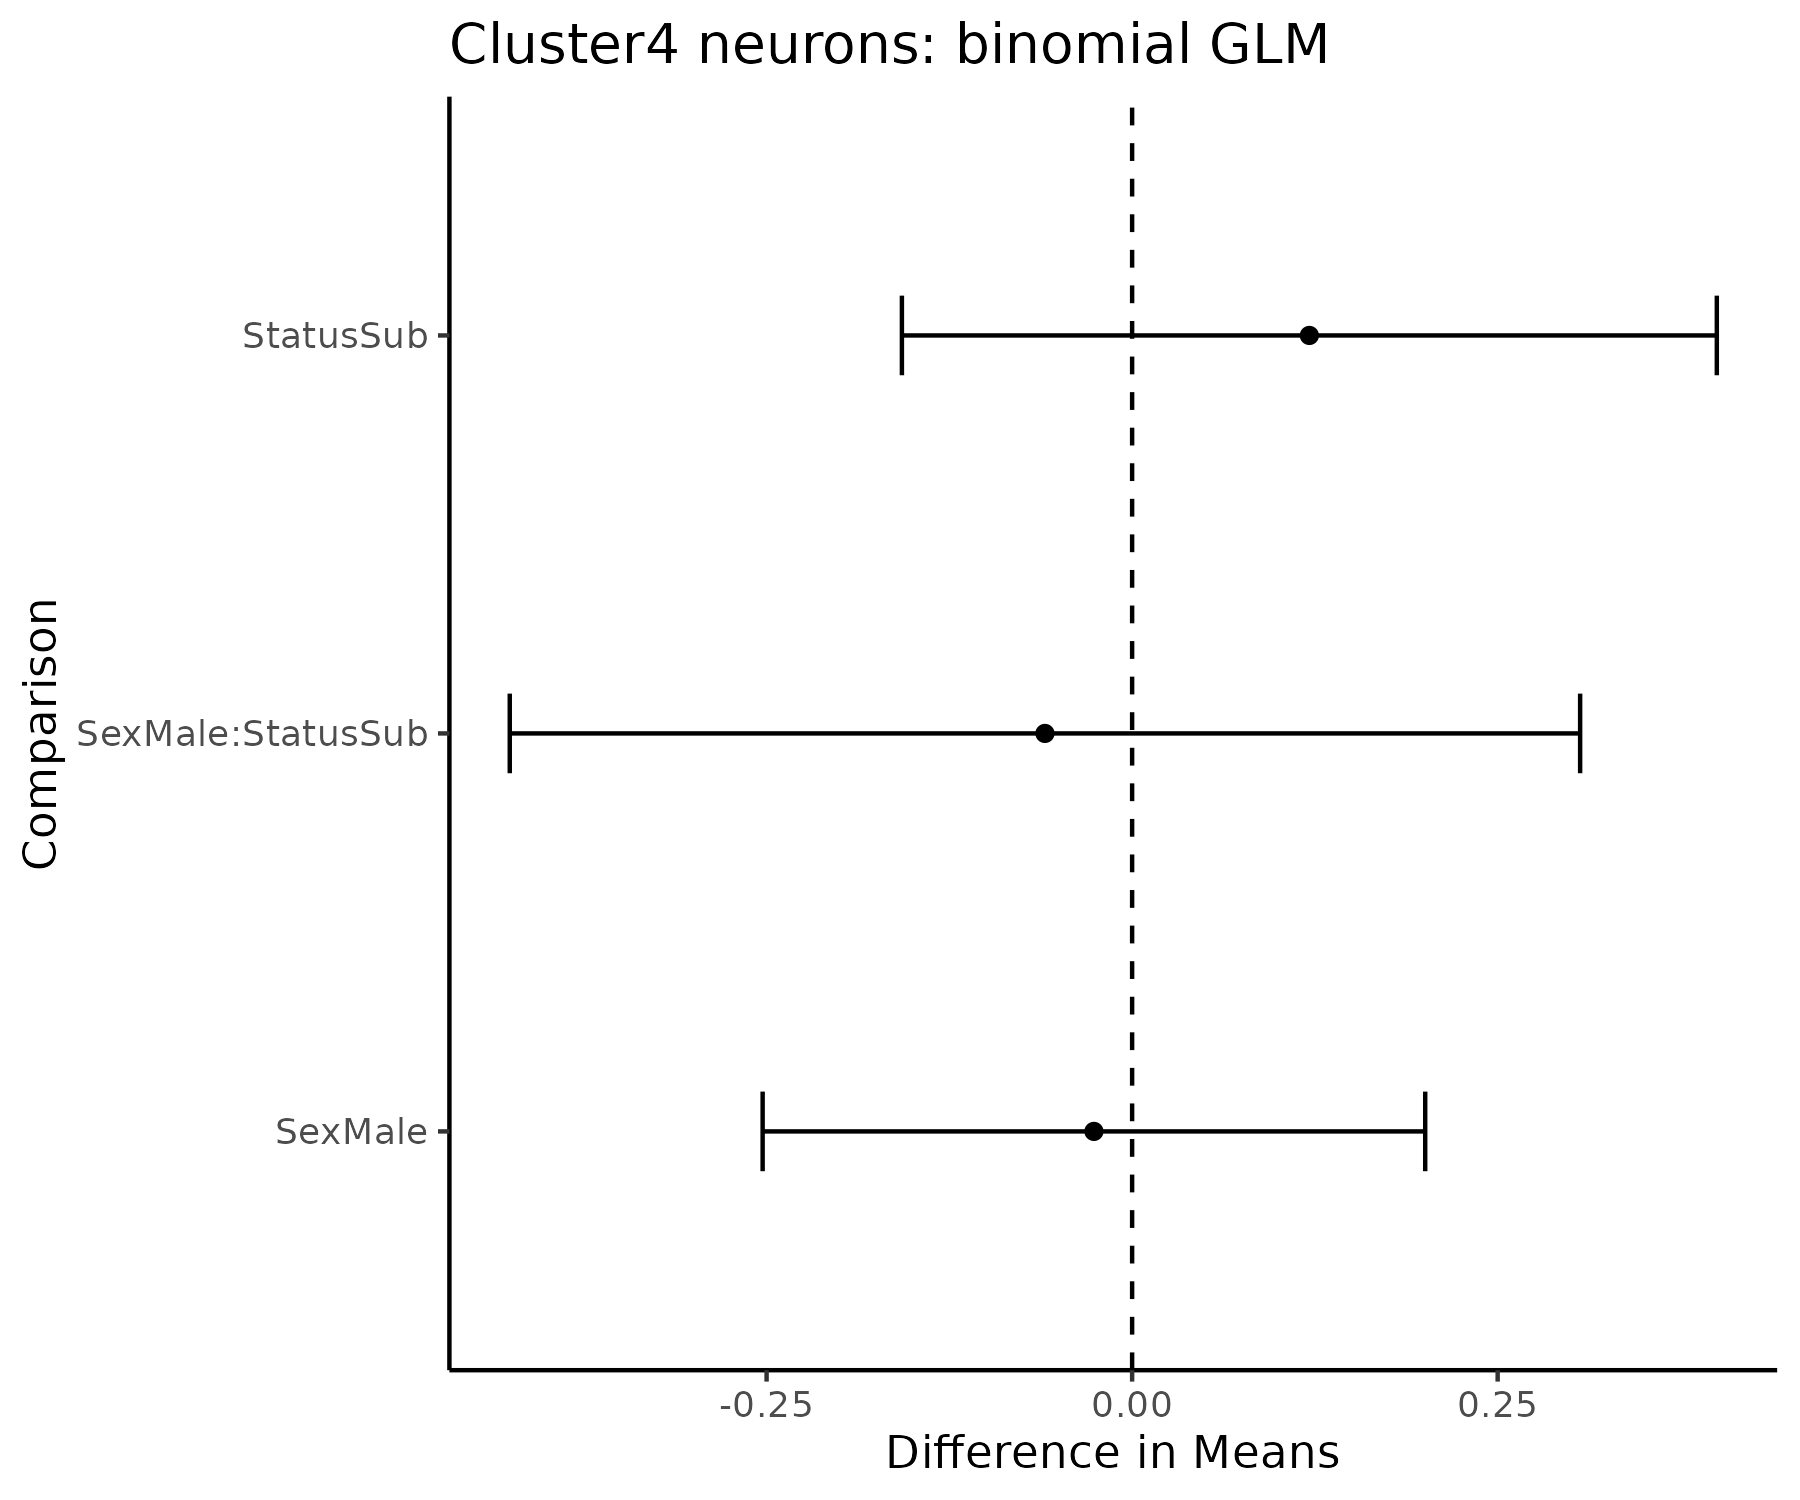 Cluster4 neurons: binomial GLM
StatusSub
SexMale:StatusSub
SexMale
Comparison
-0.25
0.00
0.25
Difference in Means